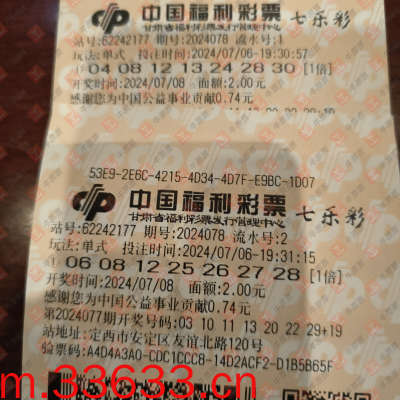 中国福利彩票 七乐彩
甘肃省福利彩票发行管理中心
站号:62242177 期号:2024078 流水号:1
玩法:单式 投注时间:2024/07/06-19:30:57
① 04 08 12 13 24 28 30 [1倍]
开奖时间:2024/07/08 面额:2.00元
感谢您为中国公益事业贡献0.74元
53E9-2E6C-4215-4D34-4D7F-E9BC-1D07
中国福利彩票 七乐彩
甘肃省福利彩票发行管理中心
站号:62242177 期号:2024078 流水号:2
玩法:单式 投注时间:2024/07/06-19:31:15
① 06 08 12 25 26 27 28 [1倍]
开奖时间:2024/07/08 面额:2.00元
感谢您为中国公益事业贡献0.74元
第2024077期开奖号码:03 10 11 13 20 22 29+19
站地址:定西市安定区友谊北路120号
验票码:A4D4A3A0-CDC1CCC8-14D2ACF2-D1B5B65F
m.33633.cn